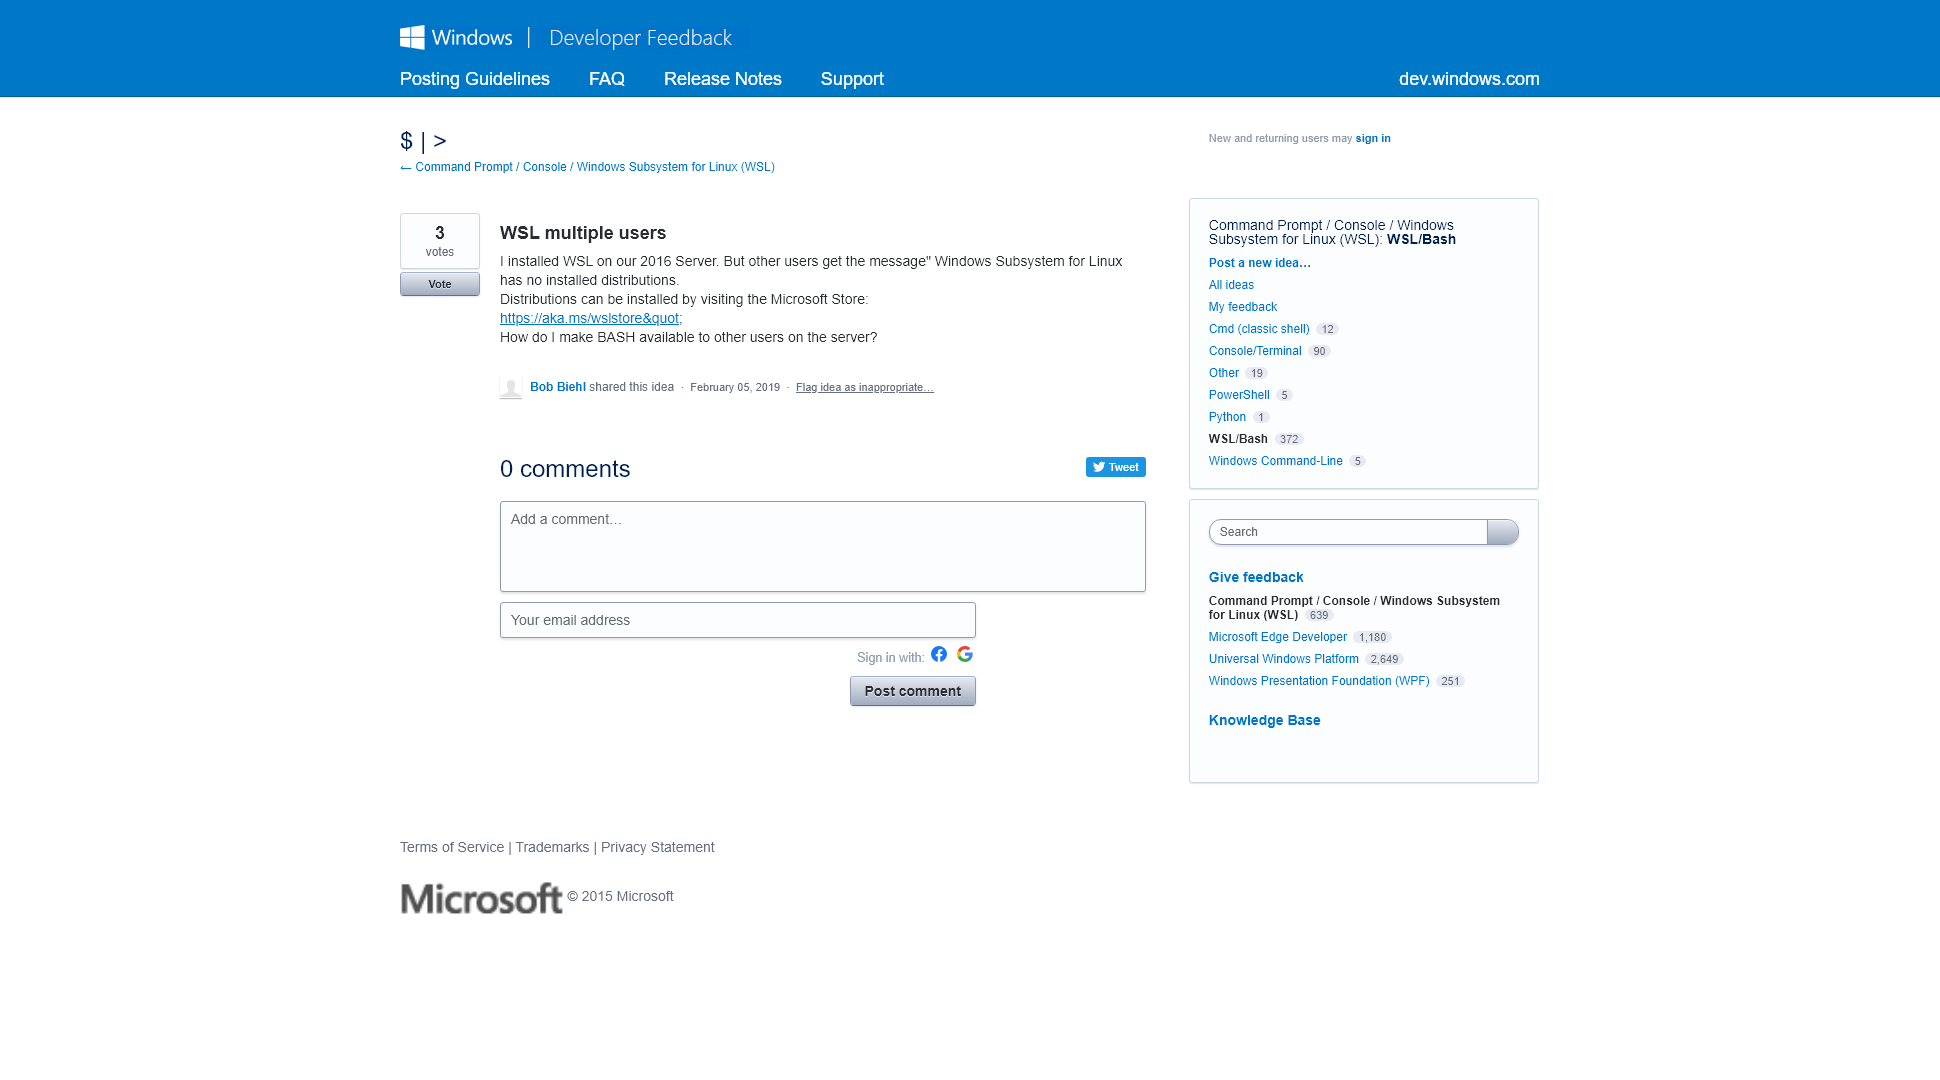 Windows | Developer Feedback
Posting Guidelines FAQ Release Notes Support dev.windows.com
$ | >
← Command Prompt / Console / Windows Subsystem for Linux (WSL)
New and returning users may sign in
3
votes
Vote
WSL multiple users
I installed WSL on our 2016 Server. But other users get the message" Windows Subsystem for Linux
has no installed distributions.
Distributions can be installed by visiting the Microsoft Store:
https://aka.ms/wslstore&quot;
How do I make BASH available to other users on the server?
Bob Biehl shared this idea · February 05, 2019 · Flag idea as inappropriate…
0 comments
Tweet
Add a comment…
Your email address
Sign in with:
Post comment
Command Prompt / Console / Windows
Subsystem for Linux (WSL): WSL/Bash
Post a new idea…
All ideas
My feedback
Cmd (classic shell) 12
Console/Terminal 90
Other 19
PowerShell 5
Python 1
WSL/Bash 372
Windows Command-Line 5
Search
Give feedback
Command Prompt / Console / Windows Subsystem
for Linux (WSL) 639
Microsoft Edge Developer 1,180
Universal Windows Platform 2,649
Windows Presentation Foundation (WPF) 251
Knowledge Base
Terms of Service | Trademarks | Privacy Statement
Microsoft © 2015 Microsoft